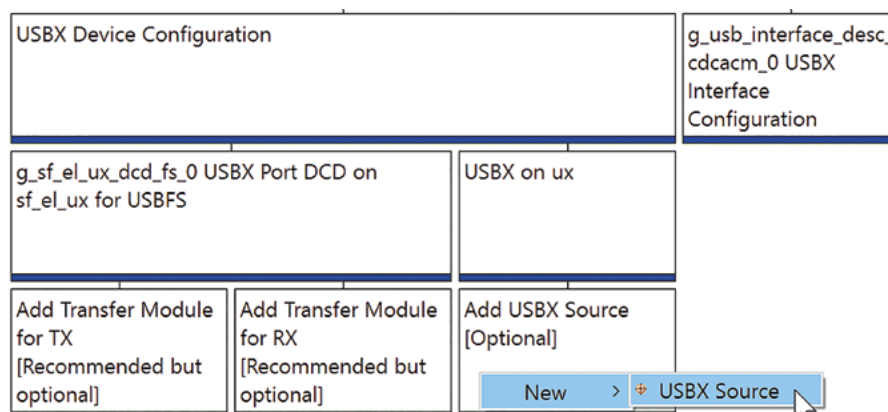 USBX Device Configuration
g_usb_interface_desc_
cdcacm_0 USBX
Interface
Configuration
g_sf_el_ux_dcd_fs_0 USBX Port DCD on
sf_el_ux for USBFS
USBX on ux
Add Transfer Module
for TX
[Recommended but
optional]
Add Transfer Module
for RX
[Recommended but
optional]
Add USBX Source
[Optional]
New > USBX Source